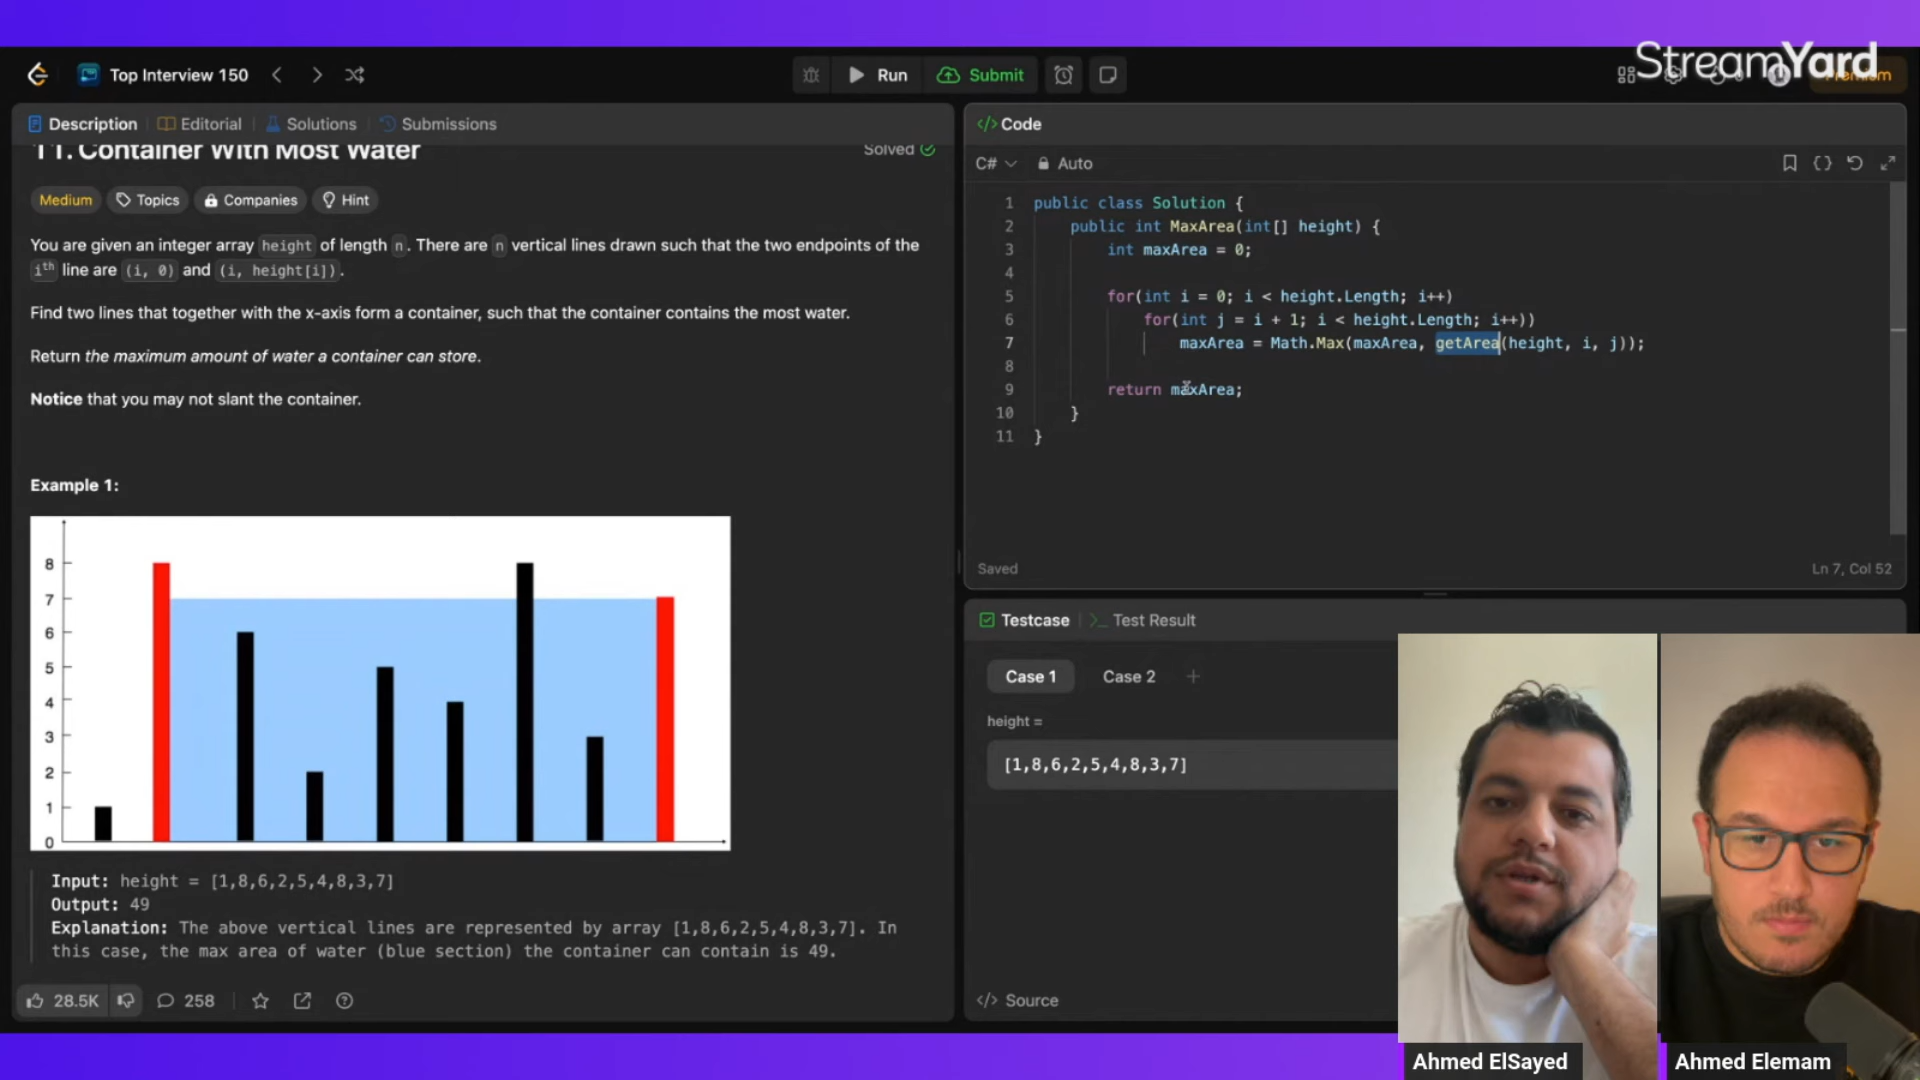 StreamYard
Top Interview 150
Run
Submit
Premium
Description
Editorial
Solutions
Submissions
11. Container With Most Water
Solved
Medium
Topics
Companies
Hint
You are given an integer array height of length n. There are n vertical lines drawn such that the two endpoints of the
ith line are (i, 0) and (i, height[i]).
Find two lines that together with the x-axis form a container, such that the container contains the most water.
Return the maximum amount of water a container can store.
Notice that you may not slant the container.
Example 1:
8
7
6
5
4
3
2
1
0
Input: height = [1,8,6,2,5,4,8,3,7]
Output: 49
Explanation: The above vertical lines are represented by array [1,8,6,2,5,4,8,3,7]. In
this case, the max area of water (blue section) the container can contain is 49.
28.5K
258
</> Code
C#
Auto
1 public class Solution {
2 public int MaxArea(int[] height) {
3 int maxArea = 0;
4
5 for(int i = 0; i < height.Length; i++)
6 for(int j = i + 1; i < height.Length; i++))
7 maxArea = Math.Max(maxArea, getArea(height, i, j));
8
9 return maxArea;
10 }
11 }
Saved
Ln 7, Col 52
Testcase
Test Result
Case 1
Case 2
height =
[1,8,6,2,5,4,8,3,7]
</> Source
Ahmed ElSayed
Ahmed Elemam